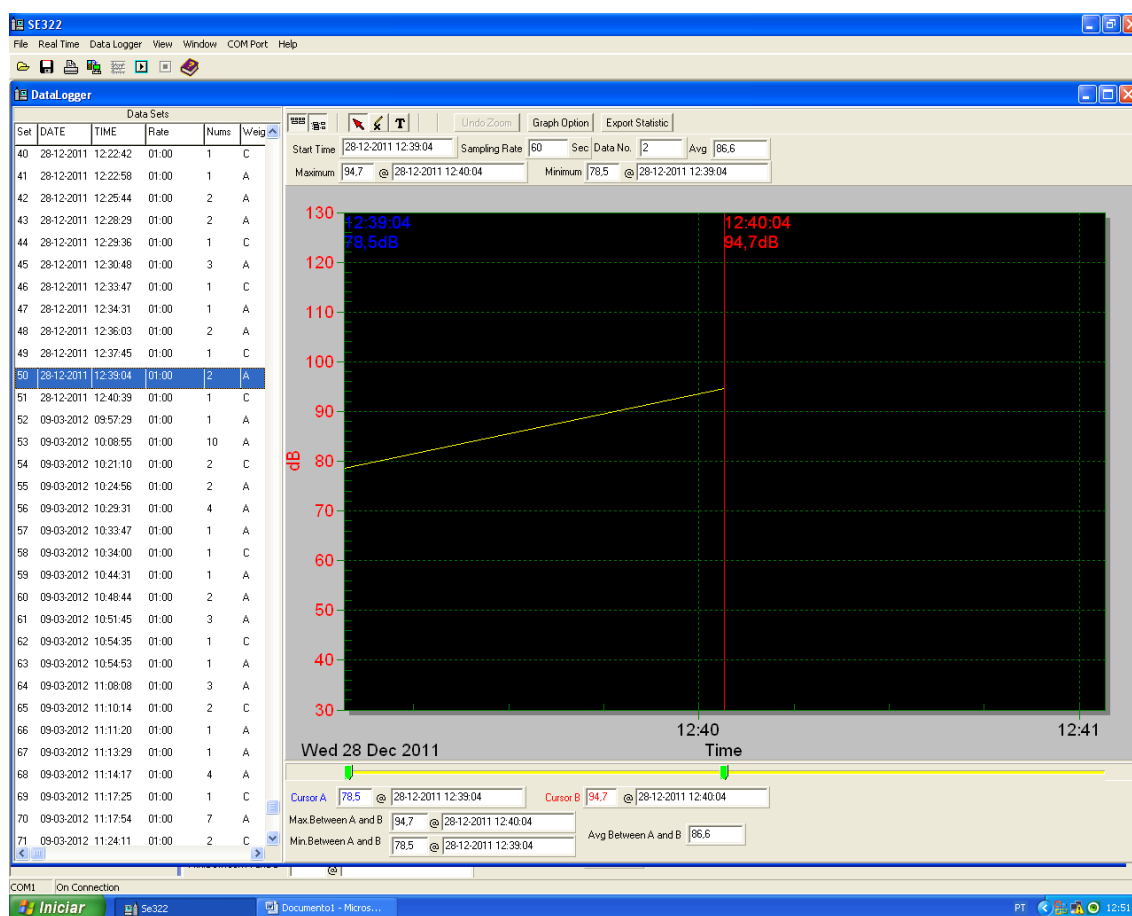 SE322
File Real Time Data Logger View Window COM Port Help
DataLogger
Data Sets
Set DATE TIME Rate Nums Weig
40 28-12-2011 12:22:42 01:00 1 C
41 28-12-2011 12:22:58 01:00 1 A
42 28-12-2011 12:25:44 01:00 2 A
43 28-12-2011 12:28:29 01:00 2 A
44 28-12-2011 12:29:36 01:00 1 C
45 28-12-2011 12:30:48 01:00 3 A
46 28-12-2011 12:33:47 01:00 1 C
47 28-12-2011 12:34:31 01:00 1 A
48 28-12-2011 12:36:03 01:00 2 A
49 28-12-2011 12:37:45 01:00 1 C
50 28-12-2011 12:39:04 01:00 2 A
51 28-12-2011 12:40:39 01:00 1 C
52 09-03-2012 09:57:29 01:00 1 A
53 09-03-2012 10:08:55 01:00 10 A
54 09-03-2012 10:21:10 01:00 2 C
55 09-03-2012 10:24:56 01:00 2 A
56 09-03-2012 10:29:31 01:00 4 A
57 09-03-2012 10:33:47 01:00 1 A
58 09-03-2012 10:34:00 01:00 1 C
59 09-03-2012 10:44:31 01:00 1 A
60 09-03-2012 10:48:44 01:00 2 A
61 09-03-2012 10:51:45 01:00 3 A
62 09-03-2012 10:54:35 01:00 1 C
63 09-03-2012 10:54:53 01:00 1 A
64 09-03-2012 11:08:08 01:00 3 A
65 09-03-2012 11:10:14 01:00 2 C
66 09-03-2012 11:11:20 01:00 1 A
67 09-03-2012 11:13:29 01:00 1 A
68 09-03-2012 11:14:17 01:00 4 A
69 09-03-2012 11:17:25 01:00 1 C
70 09-03-2012 11:17:54 01:00 7 A
71 09-03-2012 11:24:11 01:00 2 C
T Undo Zoom Graph Option Export Statistic
Start Time 28-12-2011 12:39:04 Sampling Rate 60 Sec Data No. 2 Avg 86,6
Maximum 94,7 @ 28-12-2011 12:40:04 Minimum 78,5 @ 28-12-2011 12:39:04
130
12:39:04 12:40:04
78,5dB 94,7dB
120
110
100
90
80
dB
70
60
50
40
30
12:40 12:41
Wed 28 Dec 2011 Time
Cursor A 78,5 @ 28-12-2011 12:39:04 Cursor B 94,7 @ 28-12-2011 12:40:04
Max.Between A and B 94,7 @ 28-12-2011 12:40:04
Avg Between A and B 86,6
Min.Between A and B 78,5 @ 28-12-2011 12:39:04
@
COM1 On Connection
Iniciar Se322 Documento1 - Micros... PT 12:51